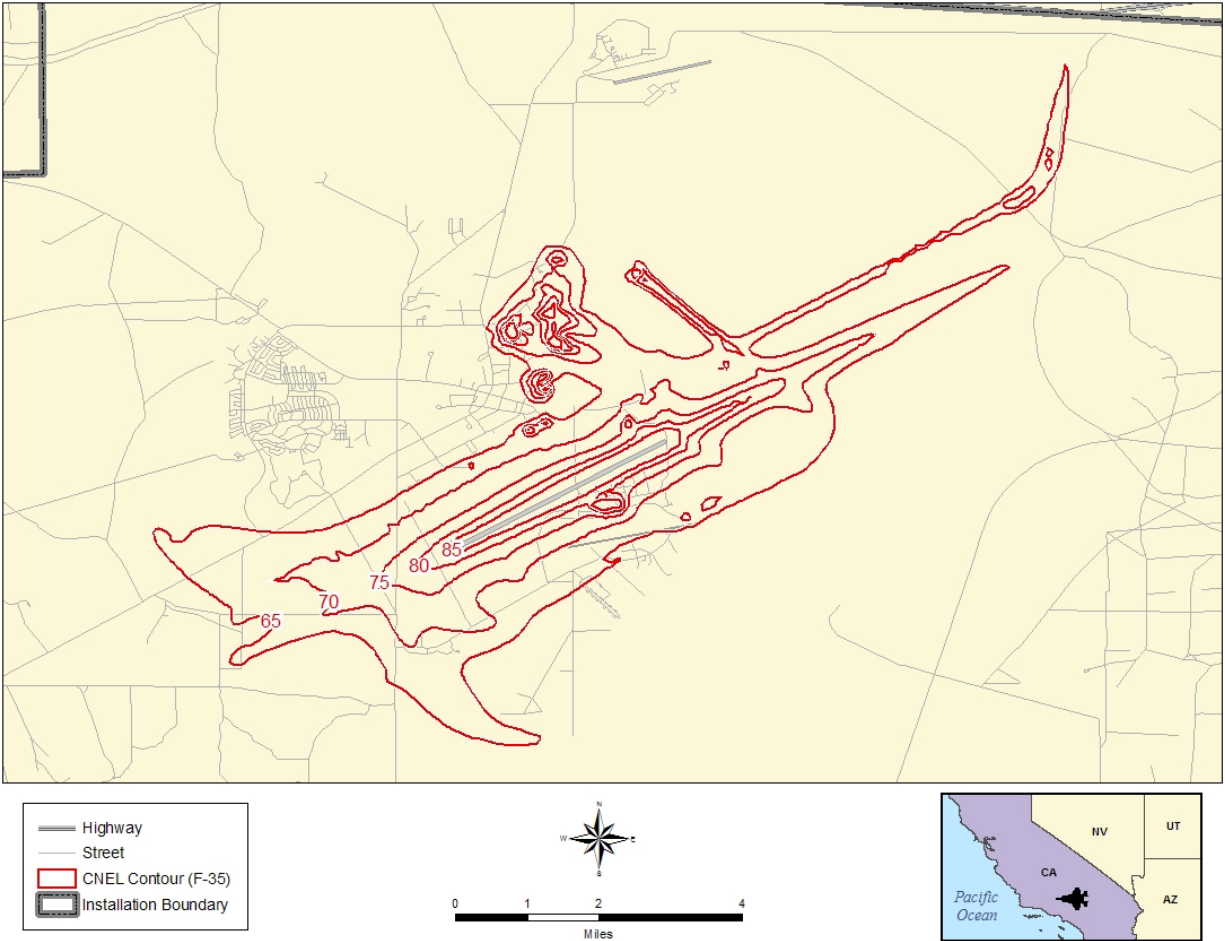 85
80
75
70
65
Highway
Street
CNEL Contour (F-35)
Installation Boundary
N
W
E
S
0 1 2 4
Miles
NV
UT
CA
AZ
Pacific
Ocean